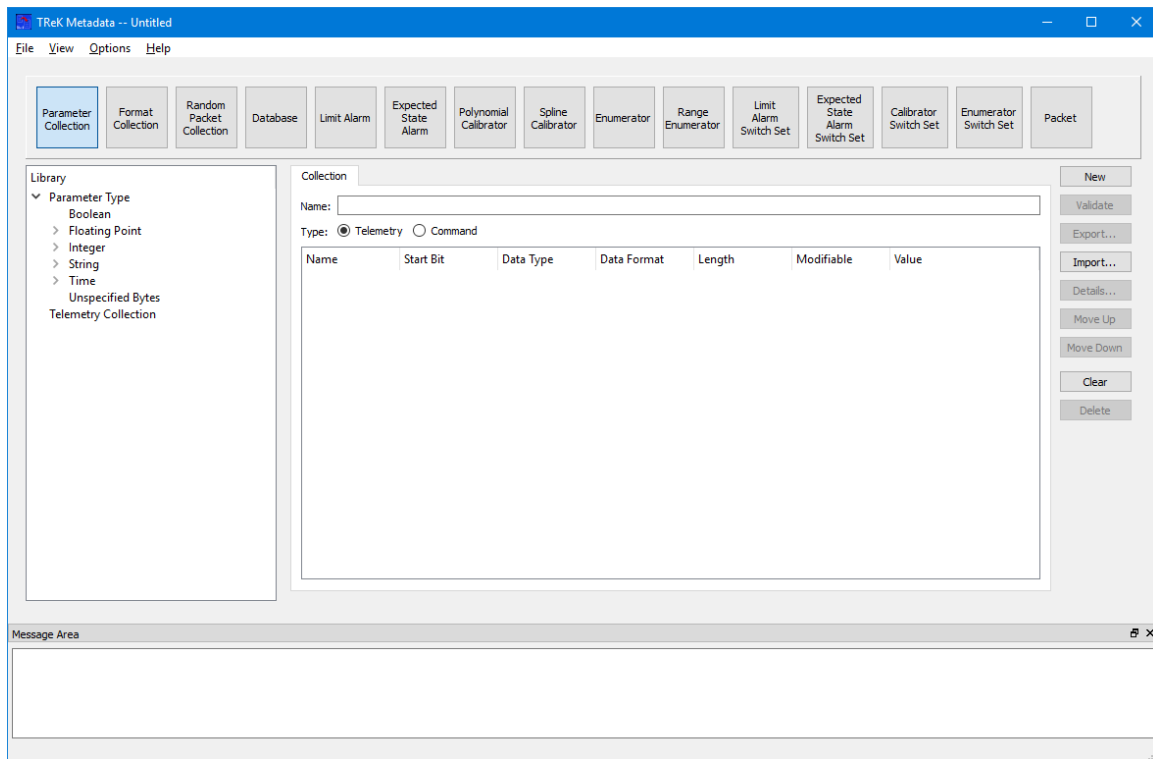 TReK Metadata -- Untitled
File View Options Help
Parameter Collection
Format Collection
Random Packet Collection
Database
Limit Alarm
Expected State Alarm
Polynomial Calibrator
Spline Calibrator
Enumerator
Range Enumerator
Limit Alarm Switch Set
Expected State Alarm Switch Set
Calibrator Switch Set
Enumerator Switch Set
Packet
Library
Parameter Type
Boolean
Floating Point
Integer
String
Time
Unspecified Bytes
Telemetry Collection
Collection
Name:
Type: Telemetry Command
Name Start Bit Data Type Data Format Length Modifiable Value
New
Validate
Export...
Import...
Details...
Move Up
Move Down
Clear
Delete
Message Area